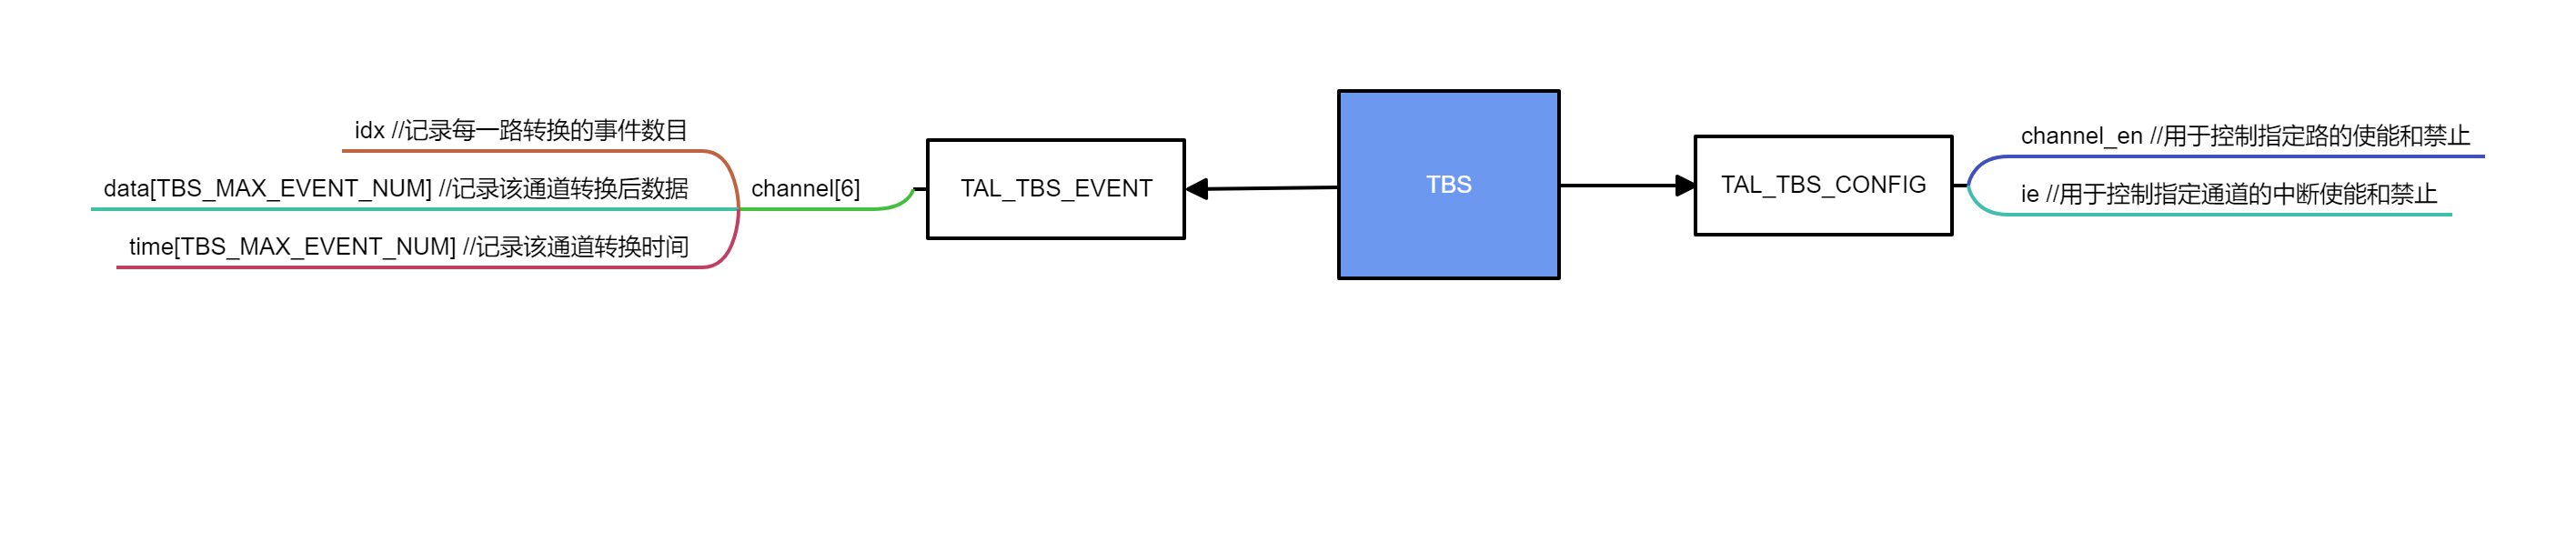 idx //记录每一路转换的事件数目
data[TBS_MAX_EVENT_NUM] //记录该通道转换后数据
time[TBS_MAX_EVENT_NUM] //记录该通道转换时间
channel[6]
TAL_TBS_EVENT
TBS
TAL_TBS_CONFIG
channel_en //用于控制指定路的使能和禁止
ie //用于控制指定通道的中断使能和禁止